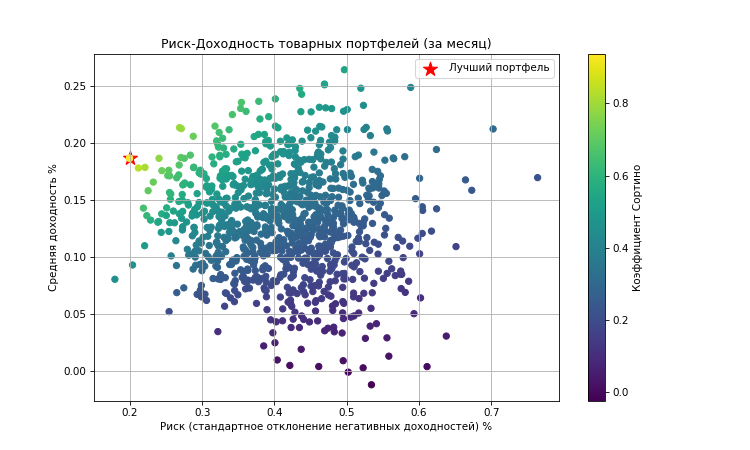 Риск-Доходность товарных портфелей (за месяц)
Лучший портфель
Средняя доходность %
0.25
0.20
0.15
0.10
0.05
0.00
0.2 0.3 0.4 0.5 0.6 0.7
Риск (стандартное отклонение негативных доходностей) %
0.8
0.6
0.4
0.2
0.0
Коэффициент Сортино